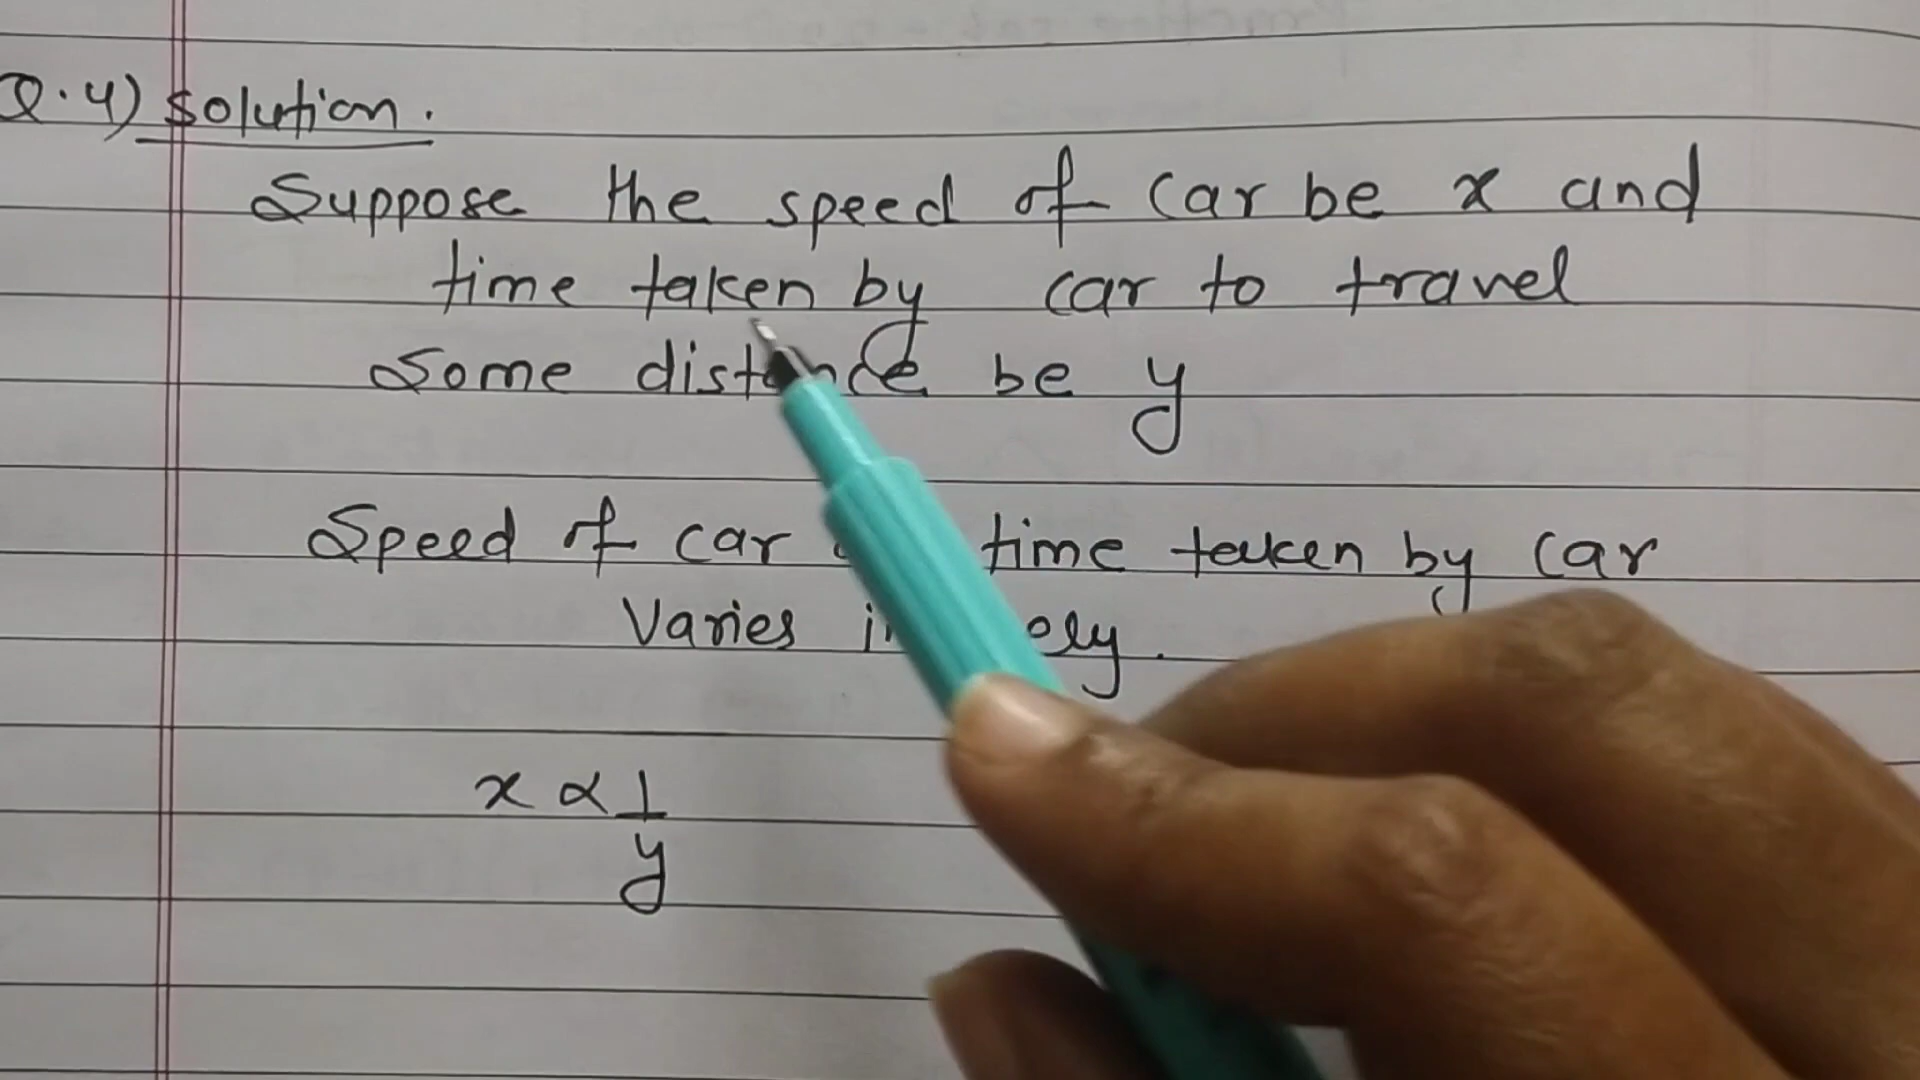 Q.4) Solution.
Suppose the speed of car be x and
time taken by car to travel
Some distance be y
Speed of car time taken by car
Varies
x ∝ 1/y